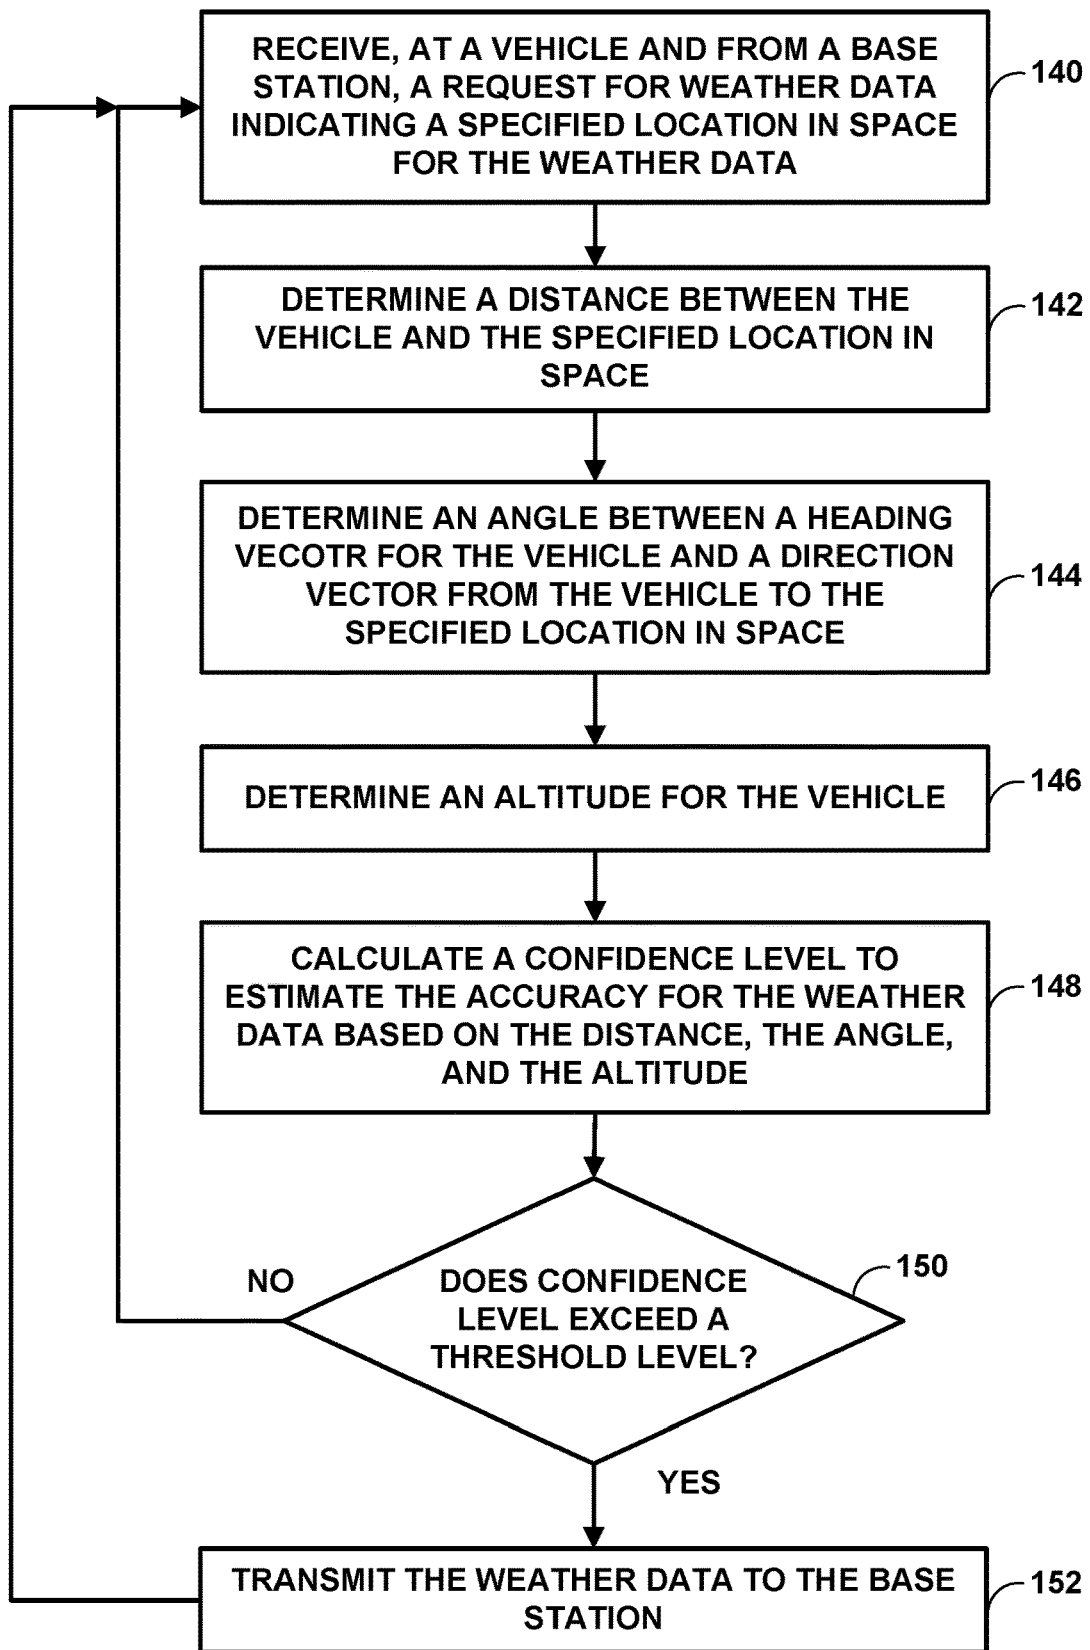 RECEIVE, AT A VEHICLE AND FROM A BASE
STATION, A REQUEST FOR WEATHER DATA
INDICATING A SPECIFIED LOCATION IN SPACE
FOR THE WEATHER DATA
140
DETERMINE A DISTANCE BETWEEN THE
VEHICLE AND THE SPECIFIED LOCATION IN
SPACE
142
DETERMINE AN ANGLE BETWEEN A HEADING
VECOTR FOR THE VEHICLE AND A DIRECTION
VECTOR FROM THE VEHICLE TO THE
SPECIFIED LOCATION IN SPACE
144
DETERMINE AN ALTITUDE FOR THE VEHICLE
146
CALCULATE A CONFIDENCE LEVEL TO
ESTIMATE THE ACCURACY FOR THE WEATHER
DATA BASED ON THE DISTANCE, THE ANGLE,
AND THE ALTITUDE
148
NO
DOES CONFIDENCE
LEVEL EXCEED A
THRESHOLD LEVEL?
150
YES
TRANSMIT THE WEATHER DATA TO THE BASE
STATION
152